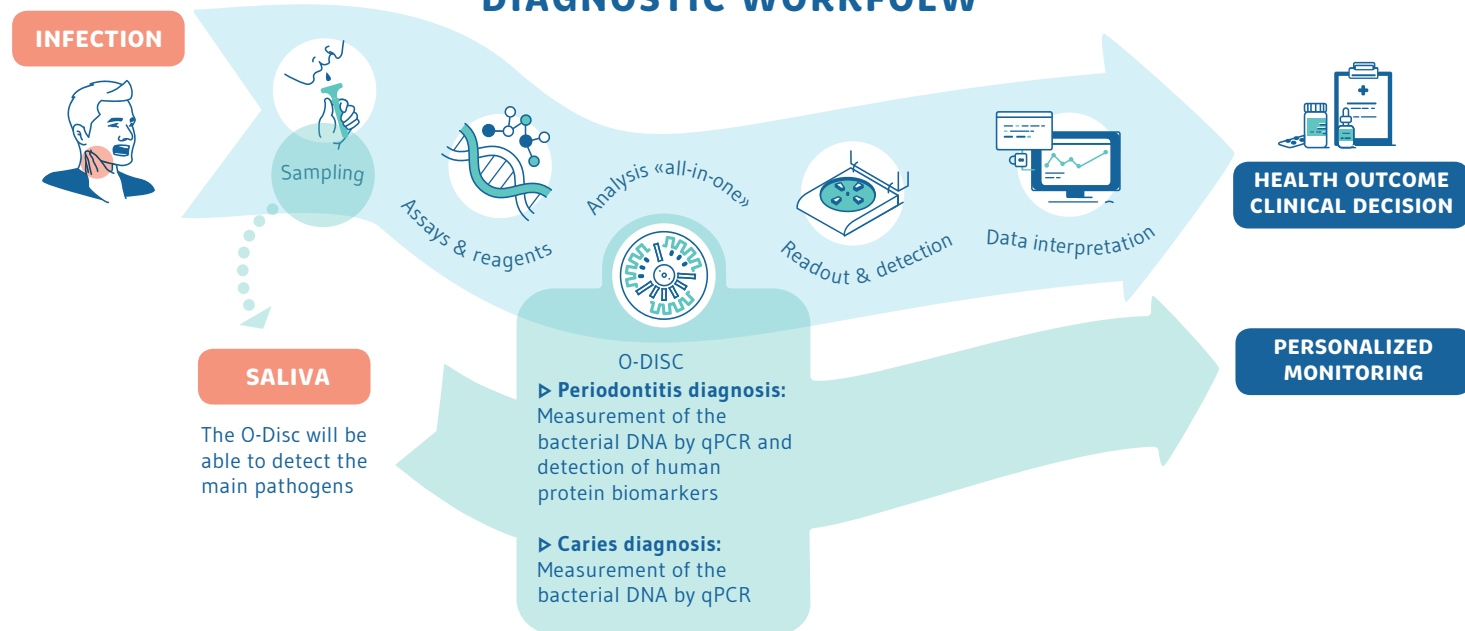 DIAGNOSTIC WORKFOLW
INFECTION
Sampling
Assays & reagents
Analysis «all-in-one»
Readout & detection
Data interpretation
HEALTH OUTCOME
CLINICAL DECISION
PERSONALIZED
MONITORING
SALIVA
The O-Disc will be
able to detect the
main pathogens
O-DISC
▷ Periodontitis diagnosis:
Measurement of the
bacterial DNA by qPCR and
detection of human
protein biomarkers
▷ Caries diagnosis:
Measurement of the
bacterial DNA by qPCR